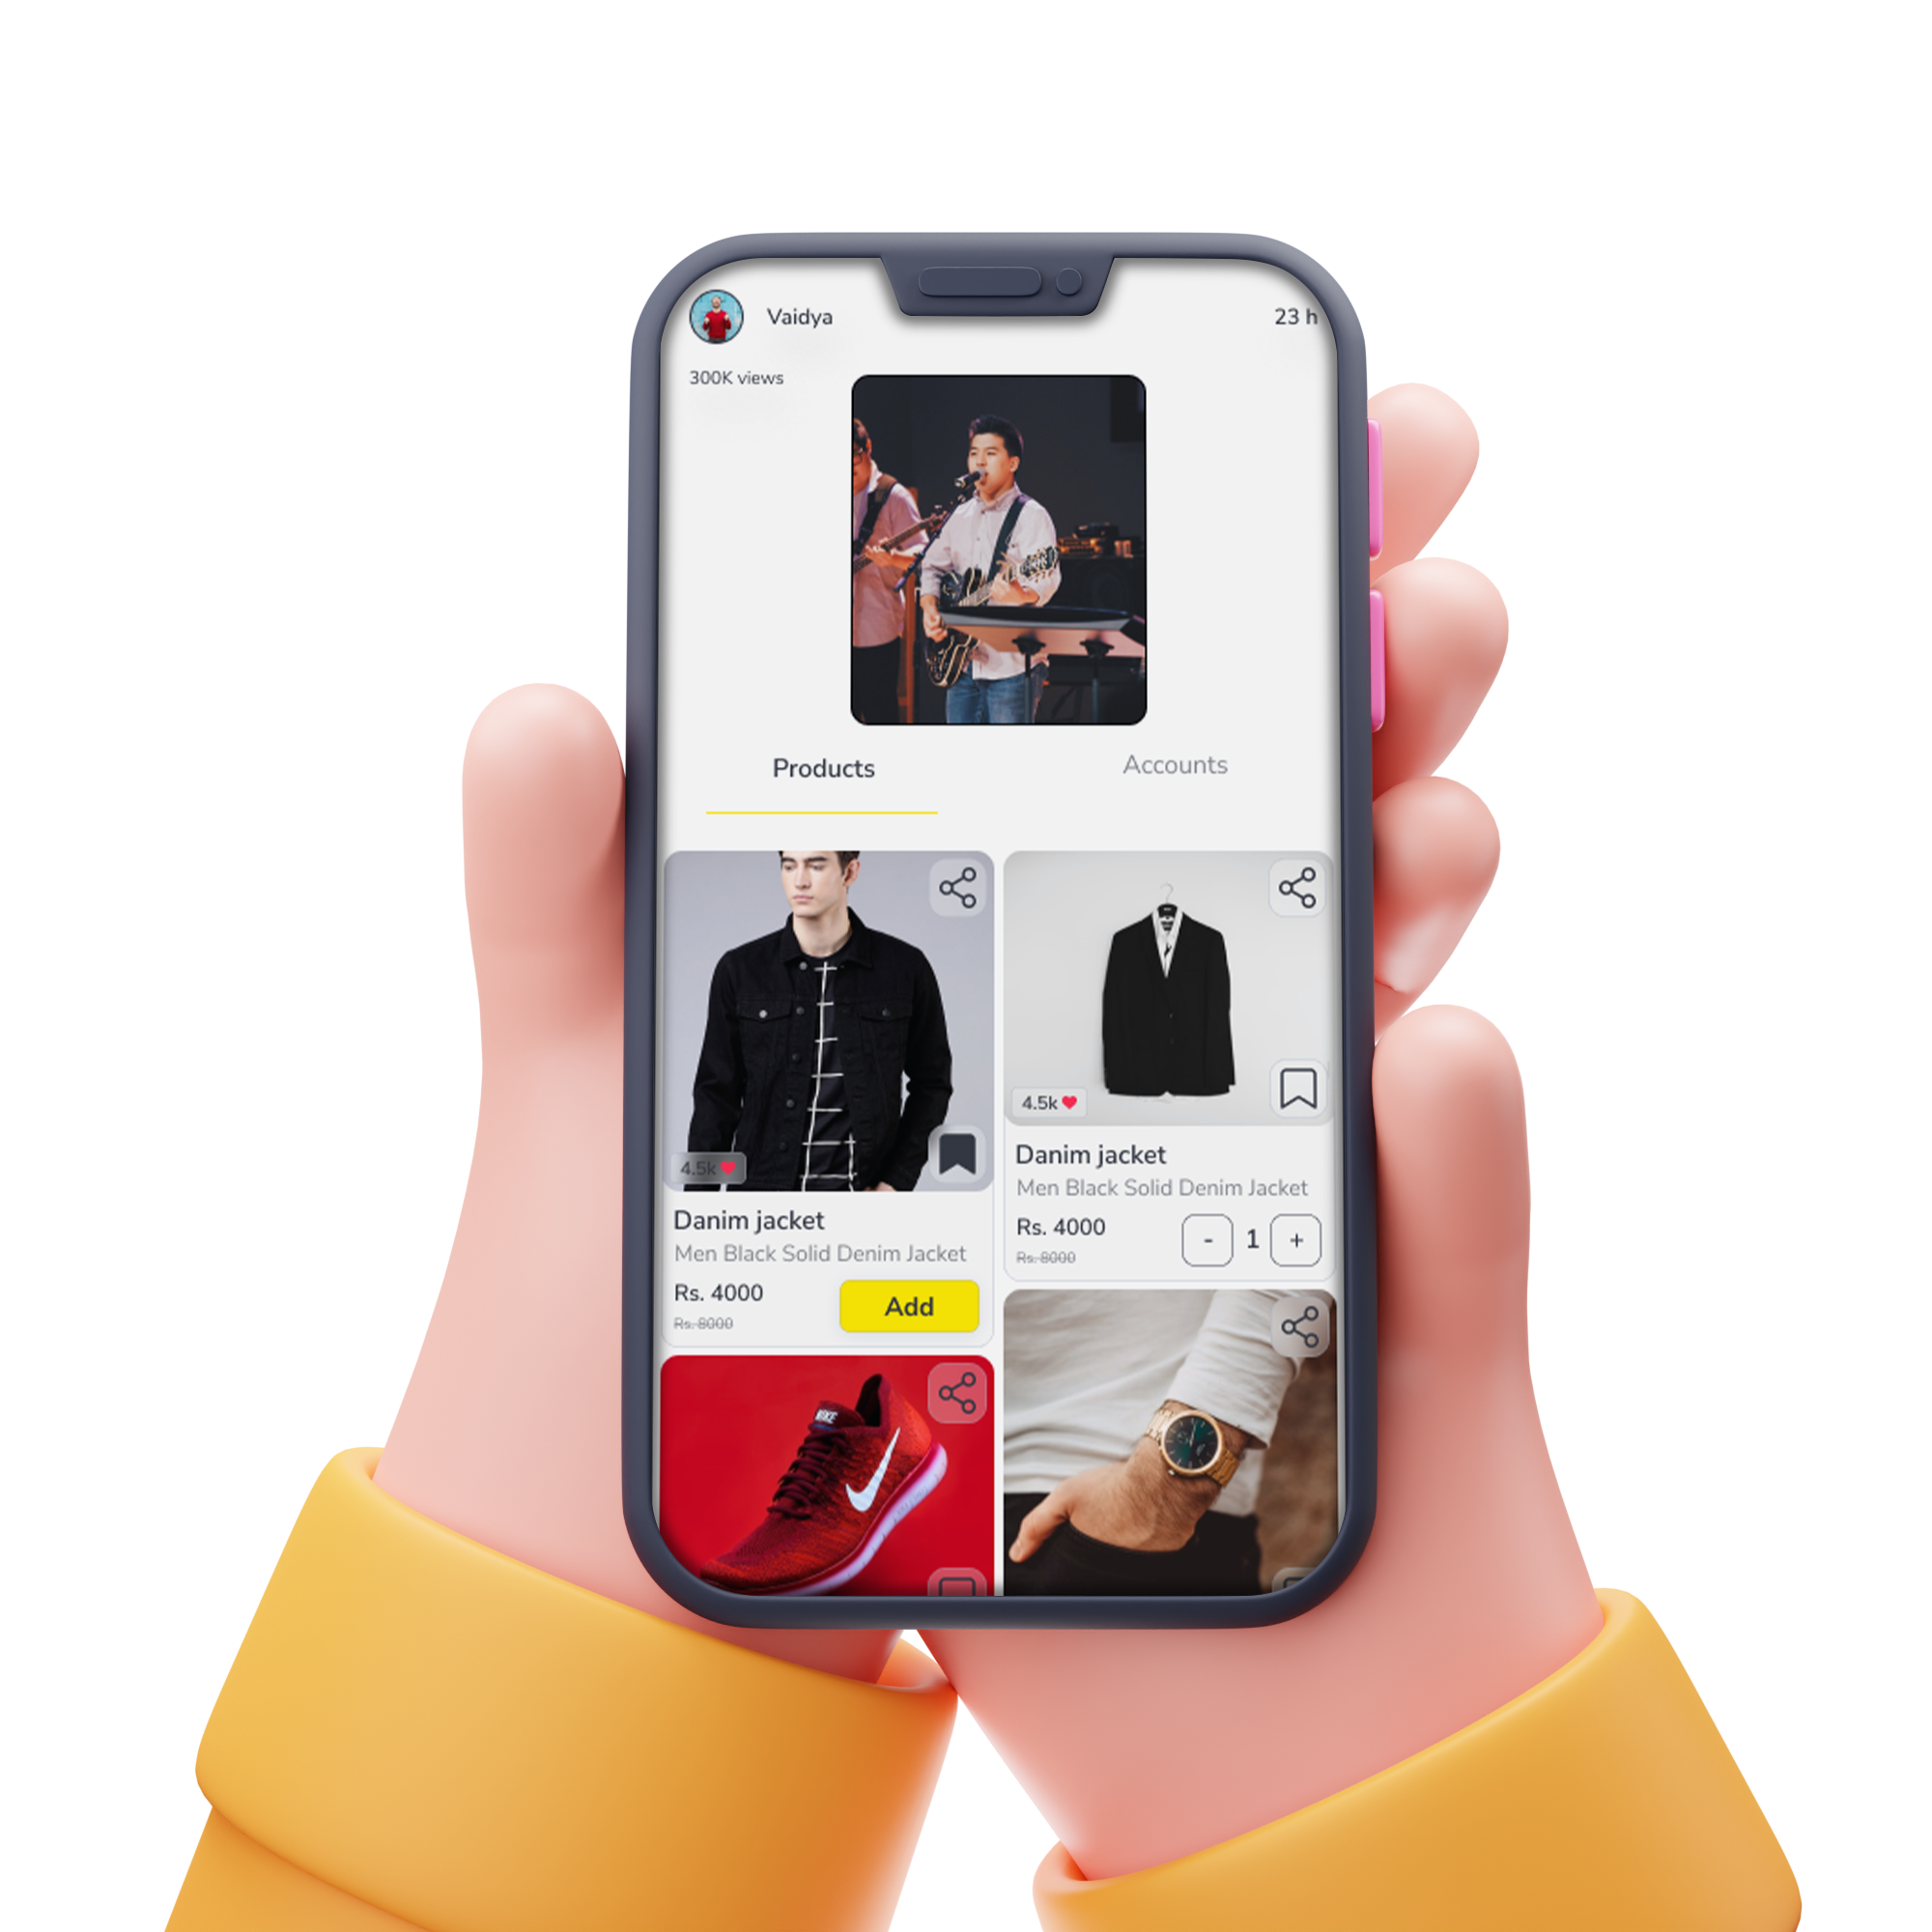 Vaidya
23 h
300K views
Products
Accounts
4.5k
Danim jacket
Men Black Solid Denim Jacket
Rs. 4000
Rs. 8000
Add
4.5k
Danim jacket
Men Black Solid Denim Jacket
Rs. 4000
Rs. 8000
- 1 +
NIKE